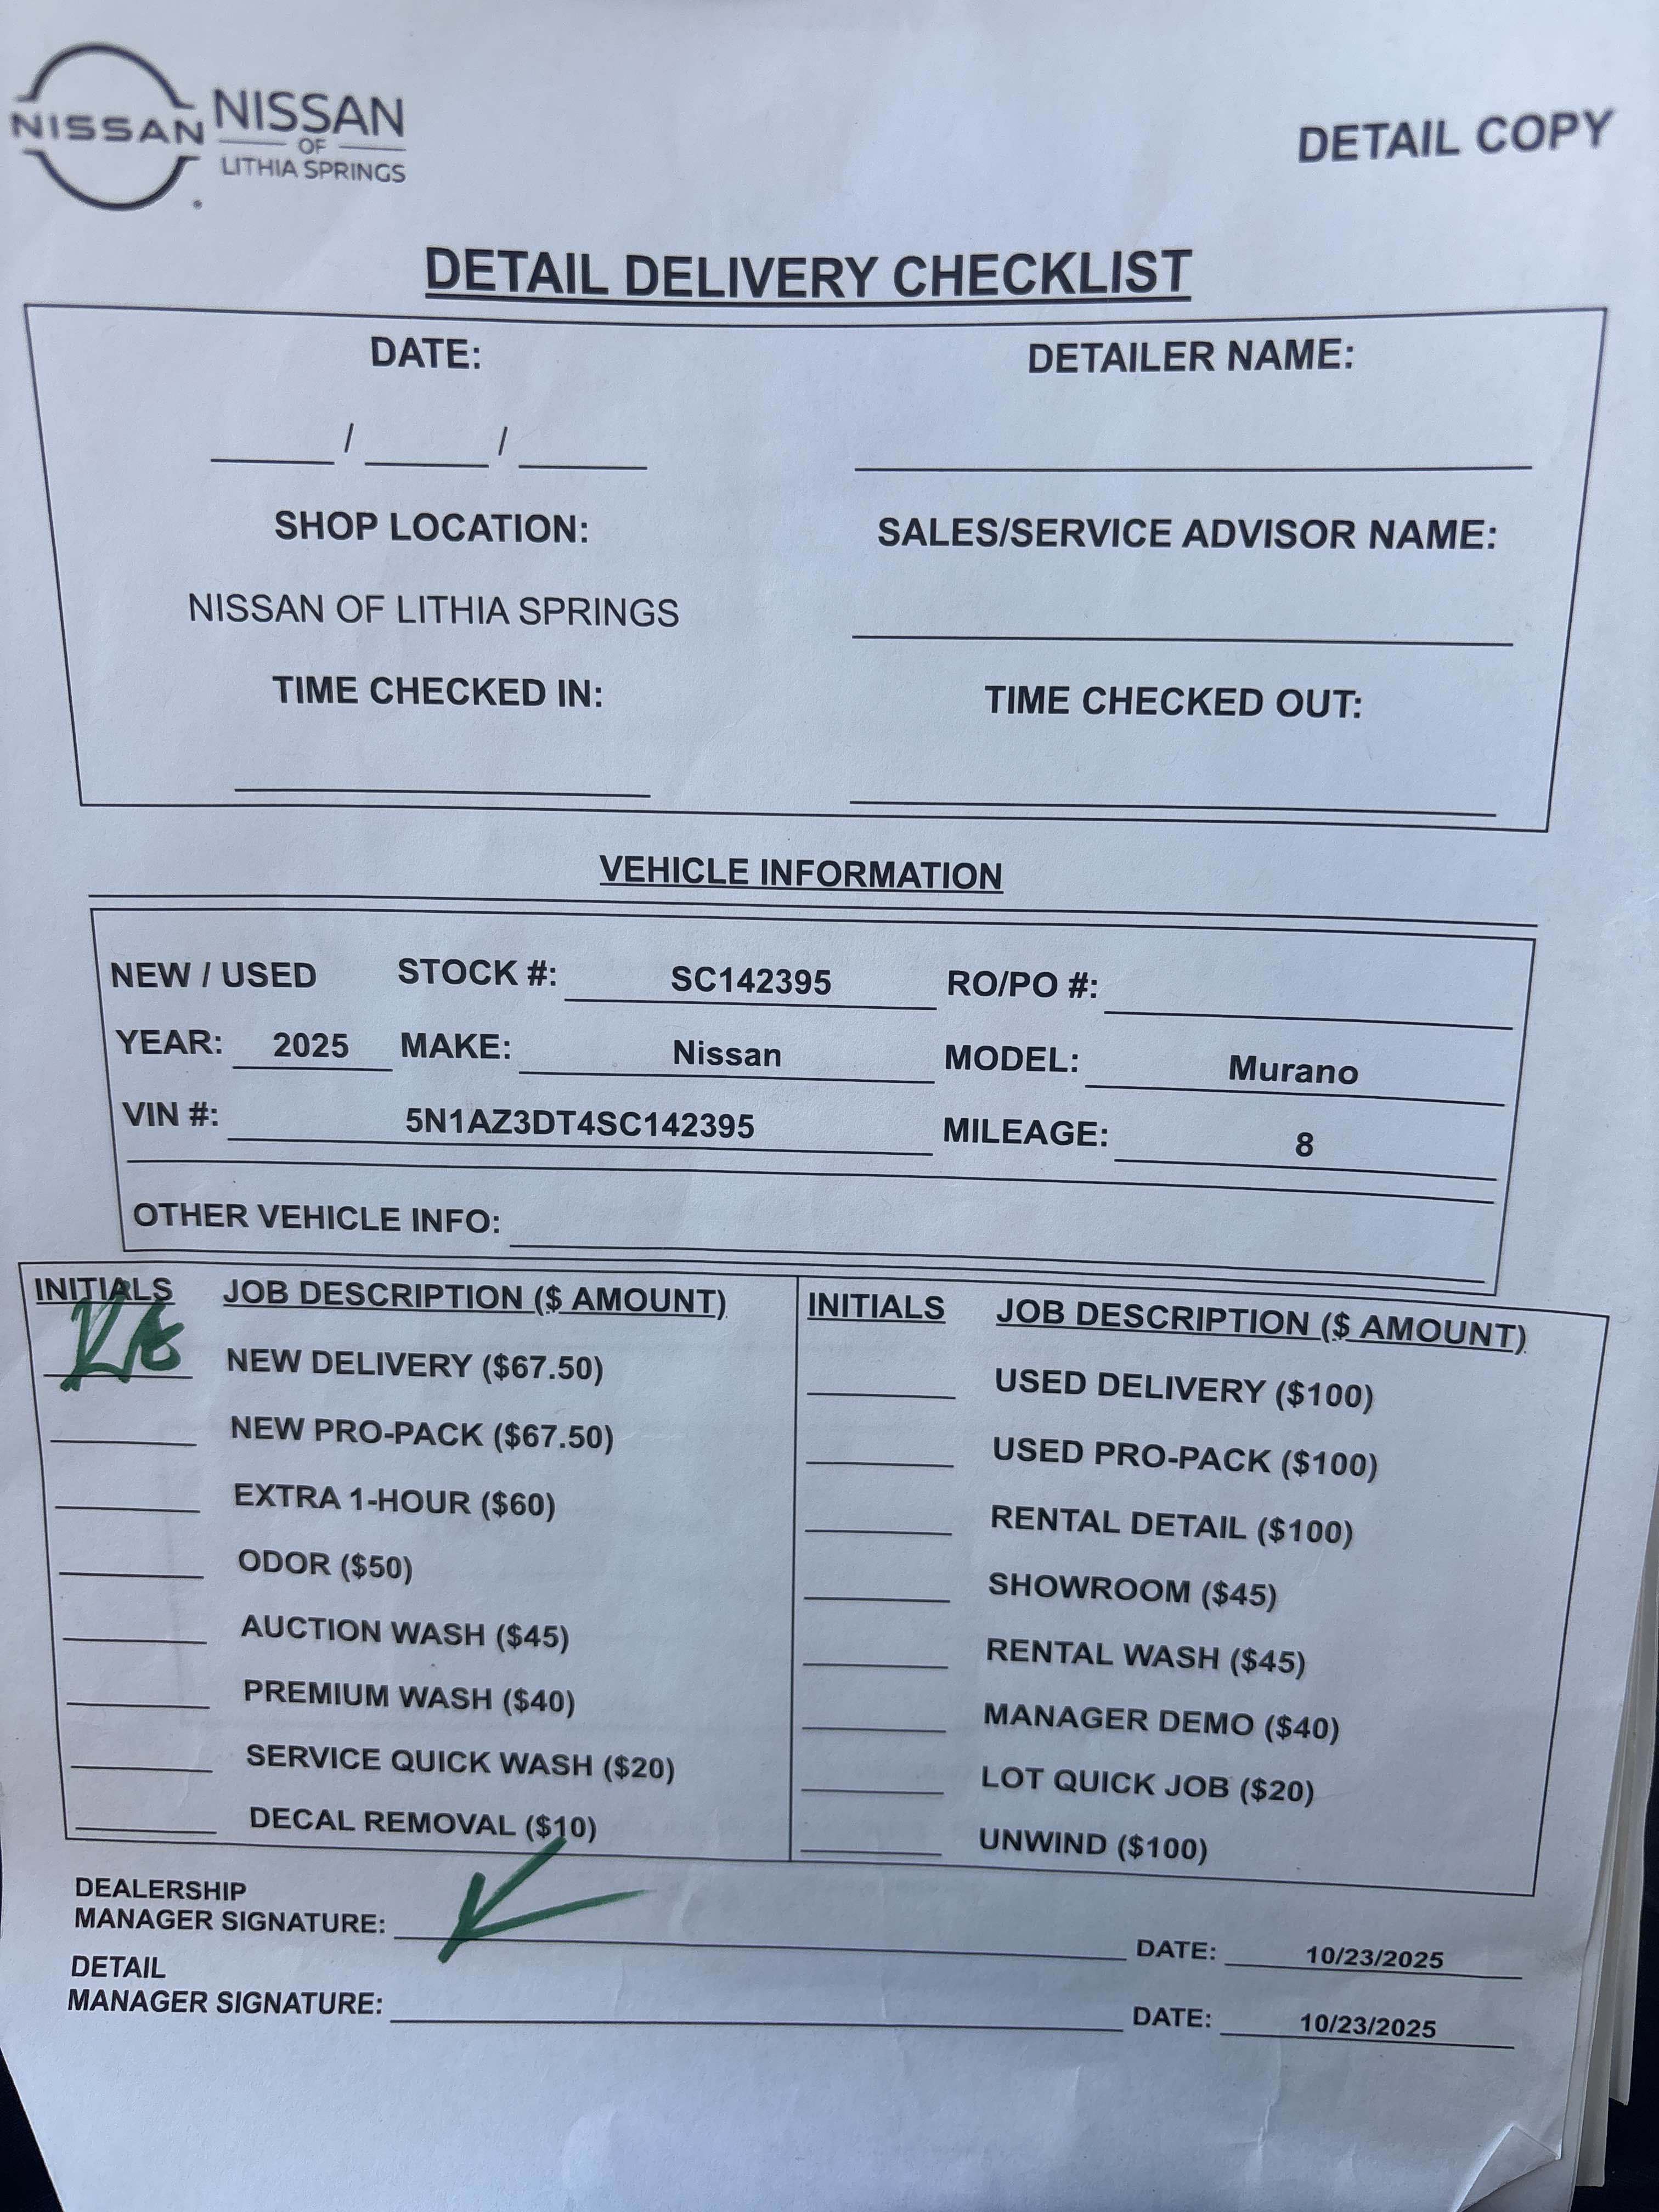 NISSAN
NISSAN
OF
LITHIA SPRINGS
DETAIL COPY
DETAIL DELIVERY CHECKLIST
DATE: DETAILER NAME:
____ / ____ / ____ ____________________
SHOP LOCATION: SALES/SERVICE ADVISOR NAME:
NISSAN OF LITHIA SPRINGS
TIME CHECKED IN: TIME CHECKED OUT:
VEHICLE INFORMATION
NEW / USED STOCK #: SC142395 RO/PO #:
YEAR: 2025 MAKE: Nissan MODEL: Murano
VIN #: 5N1AZ3DT4SC142395 MILEAGE: 8
OTHER VEHICLE INFO:
INITIALS JOB DESCRIPTION ($ AMOUNT) INITIALS JOB DESCRIPTION ($ AMOUNT)
NEW DELIVERY ($67.50) USED DELIVERY ($100)
NEW PRO-PACK ($67.50) USED PRO-PACK ($100)
EXTRA 1-HOUR ($60) RENTAL DETAIL ($100)
ODOR ($50) SHOWROOM ($45)
AUCTION WASH ($45) RENTAL WASH ($45)
PREMIUM WASH ($40) MANAGER DEMO ($40)
SERVICE QUICK WASH ($20) LOT QUICK JOB ($20)
DECAL REMOVAL ($10) UNWIND ($100)
DEALERSHIP
MANAGER SIGNATURE: DATE: 10/23/2025
DETAIL
MANAGER SIGNATURE: DATE: 10/23/2025